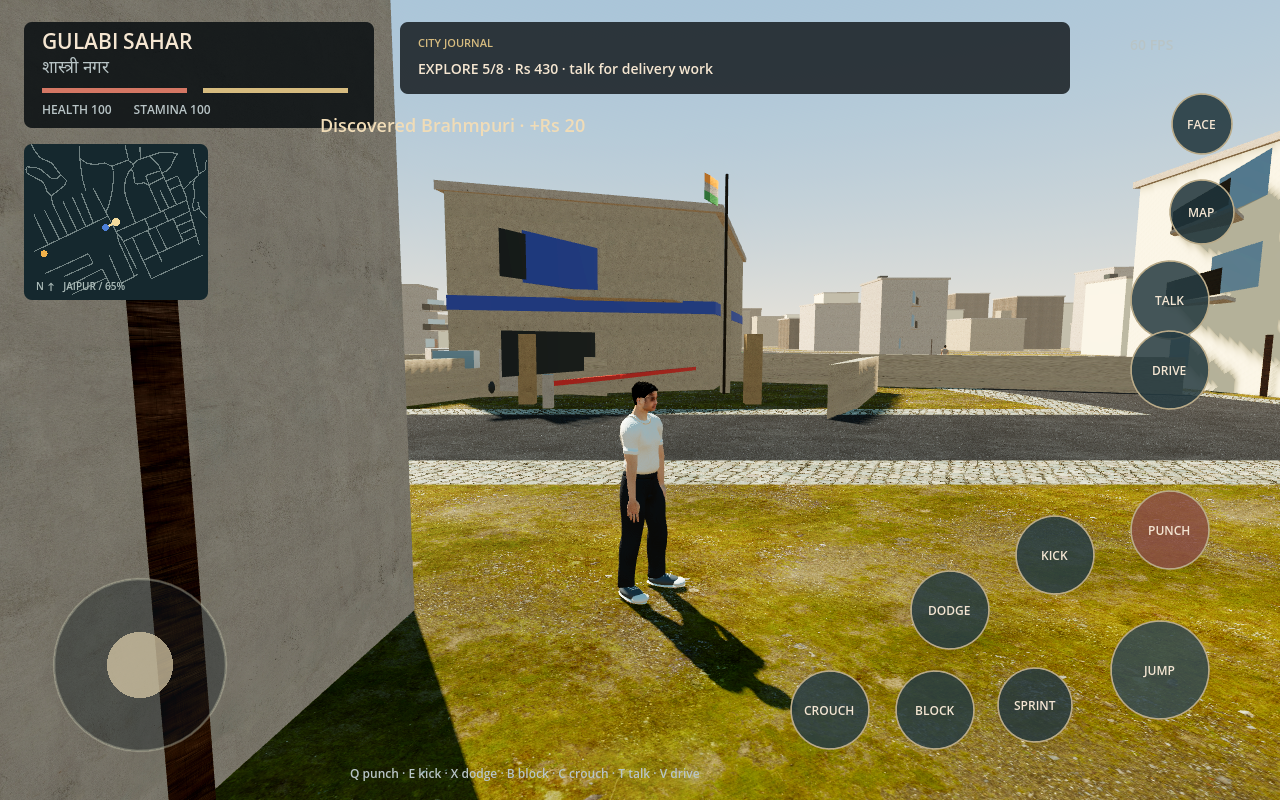 GULABI SAHAR
शास्त्री नगर
HEALTH 100 STAMINA 100
CITY JOURNAL
EXPLORE 5/8 · Rs 430 · talk for delivery work
60 FPS
Discovered Brahmpuri · +Rs 20
N ↑ JAIPUR / 65%
FACE
MAP
TALK
DRIVE
PUNCH
KICK
DODGE
JUMP
CROUCH
BLOCK
SPRINT
Q punch · E kick · X dodge · B block · C crouch · T talk · V drive